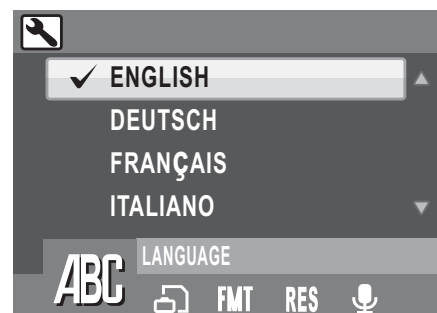 ENGLISH
DEUTSCH
FRANÇAIS
ITALIANO
LANGUAGE
ABC
FMT RES